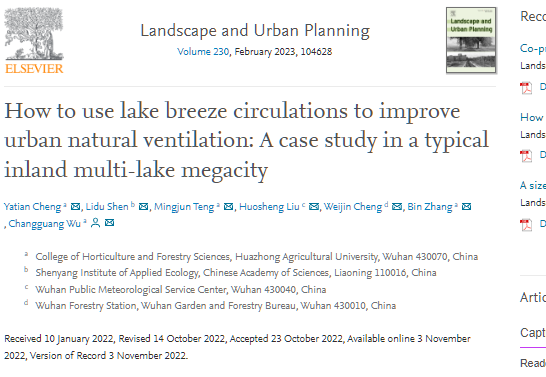 ELSEVIER
Landscape and Urban Planning
Volume 230, February 2023, 104628
Landscape and
Urban Planning
How to use lake breeze circulations to improve
urban natural ventilation: A case study in a typical
inland multi-lake megacity
Yatian Cheng a, Lidu Shen b, Mingjun Teng a, Huosheng Liu c, Weijin Cheng d, Bin Zhang a
, Changguang Wu a
a College of Horticulture and Forestry Sciences, Huazhong Agricultural University, Wuhan 430070, China
b Shenyang Institute of Applied Ecology, Chinese Academy of Sciences, Liaoning 110016, China
c Wuhan Public Meteorological Service Center, Wuhan 430040, China
d Wuhan Forestry Station, Wuhan Garden and Forestry Bureau, Wuhan 430010, China
Received 10 January 2022, Revised 14 October 2022, Accepted 23 October 2022, Available online 3 November
2022, Version of Record 3 November 2022.
Reco
Co-p
Lands
D
How
Lands
D
A size
Lands
D
Artic
Capt
Reade